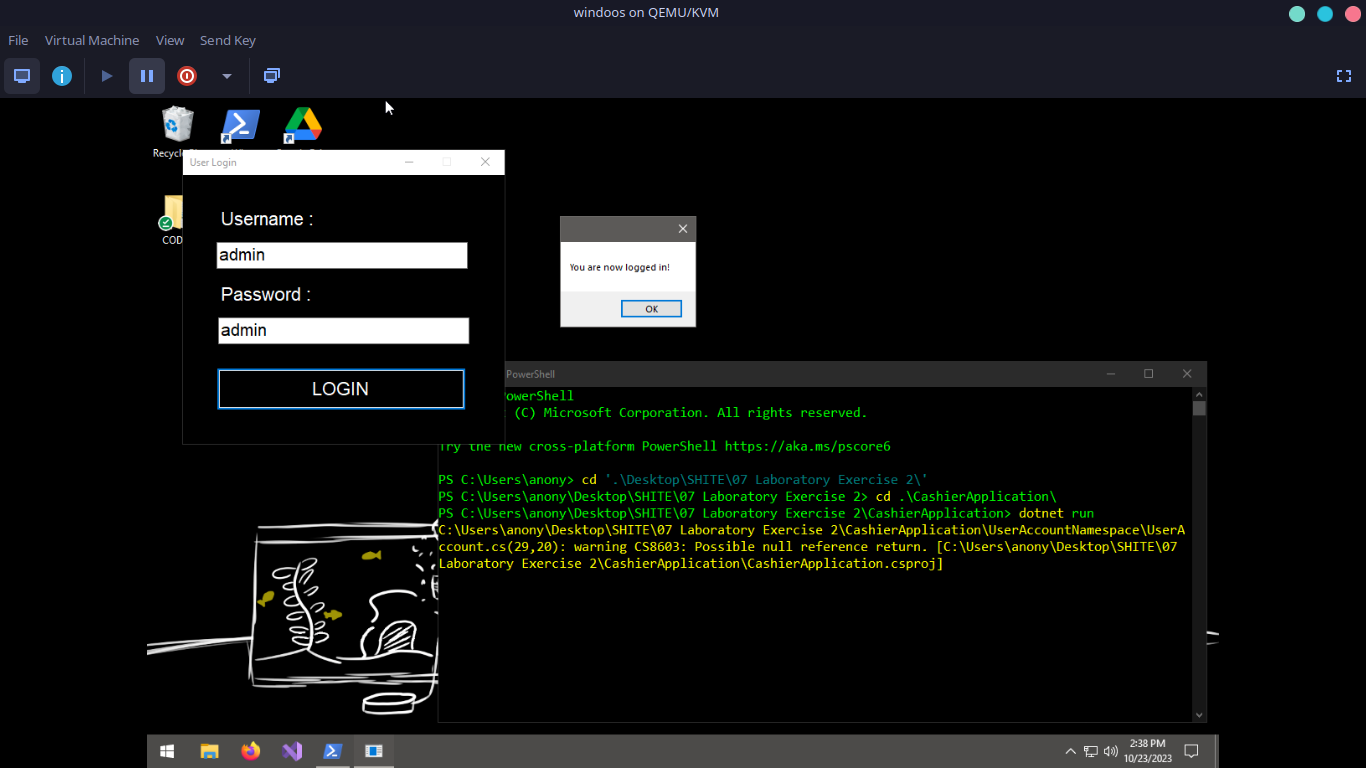 windoos on QEMU/KVM
File Virtual Machine View Send Key
Recycle
User Login
COD
Username :
admin
Password :
admin
LOGIN
You are now logged in!
OK
PowerShell
PowerShell
(C) Microsoft Corporation. All rights reserved.
Try the new cross-platform PowerShell https://aka.ms/pscore6
PS C:\Users\anony> cd '.\Desktop\SHITE\07 Laboratory Exercise 2\'
PS C:\Users\anony\Desktop\SHITE\07 Laboratory Exercise 2> cd .\CashierApplication\
PS C:\Users\anony\Desktop\SHITE\07 Laboratory Exercise 2\CashierApplication> dotnet run
C:\Users\anony\Desktop\SHITE\07 Laboratory Exercise 2\CashierApplication\UserAccountNamespace\UserA
ccount.cs(29,20): warning CS8603: Possible null reference return. [C:\Users\anony\Desktop\SHITE\07
Laboratory Exercise 2\CashierApplication\CashierApplication.csproj]
2:38 PM
10/23/2023